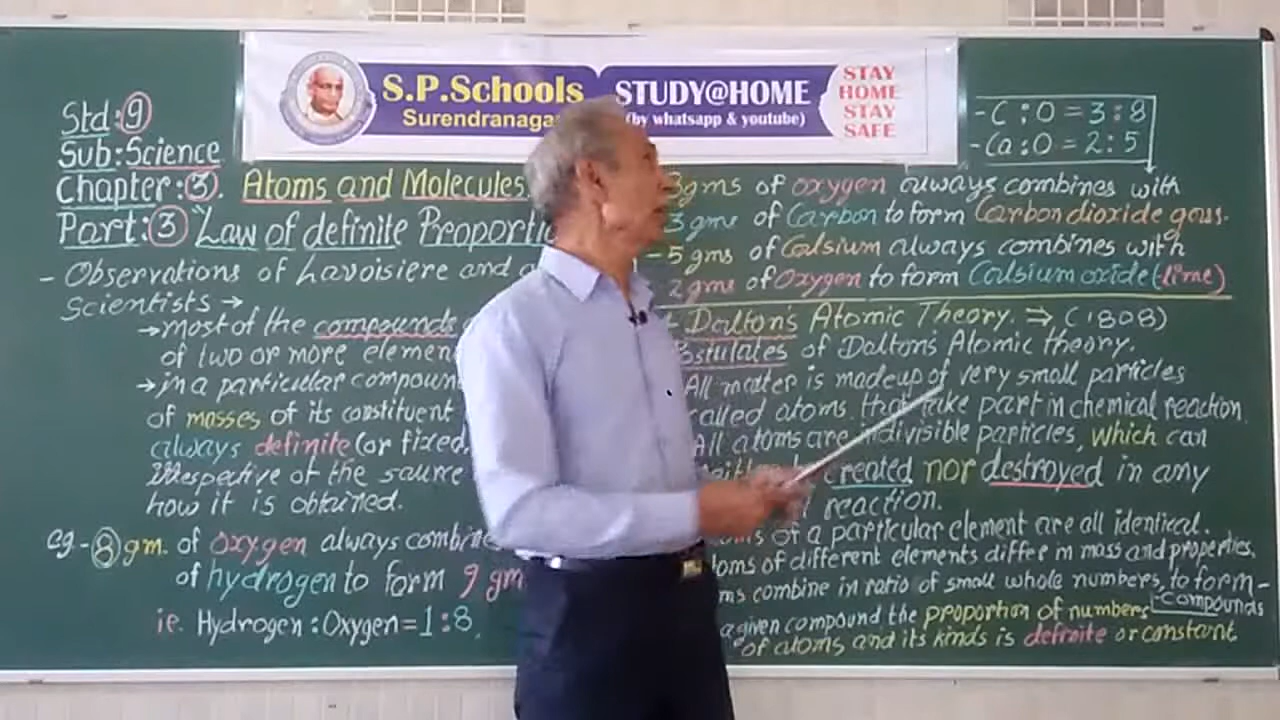 S.P.Schools
Surendranaga
STUDY@HOME
(by whatsapp & youtube)
STAY
HOME
STAY
SAFE
Std:9
Sub:Science
Chapter:3. Atoms and Molecules.
Part:3 "Law of definite Proporti
- Observations of Lavoisiere and
Scientists →
→ most of the compounds
of two or more elemen
→ in a particular compoun
of masses of its constituent
always definite (or fixed,
Irrespective of the source
how it is obtained.
eg - 8 gm. of oxygen always combine
of hydrogen to form 9 gm
ie. Hydrogen : Oxygen = 1:8.
- C : O = 3 : 8
- Ca : O = 2 : 5
gms of oxygen always combines with
3 gms of Carbon to form Carbondioxide gass.
- 5 gms of Calsium always combines with
2 gms of Oxygen to form Calsium oxide (lime)
Dalton's Atomic Theory. ⇒ (1808)
ostulates of Dalton's Atomic theory.
All matter is madeup of very small particles
called atoms, that take part in chemical reaction.
All atoms are indivisible particles, which can
created nor destroyed in any
reaction.
of a particular element are all identical.
toms of different elements differ in mass and properties.
ms combine in ratio of small whole numbers, to form -
compounds
a given compound the proportion of numbers
of atoms and its kinds is definite or constant